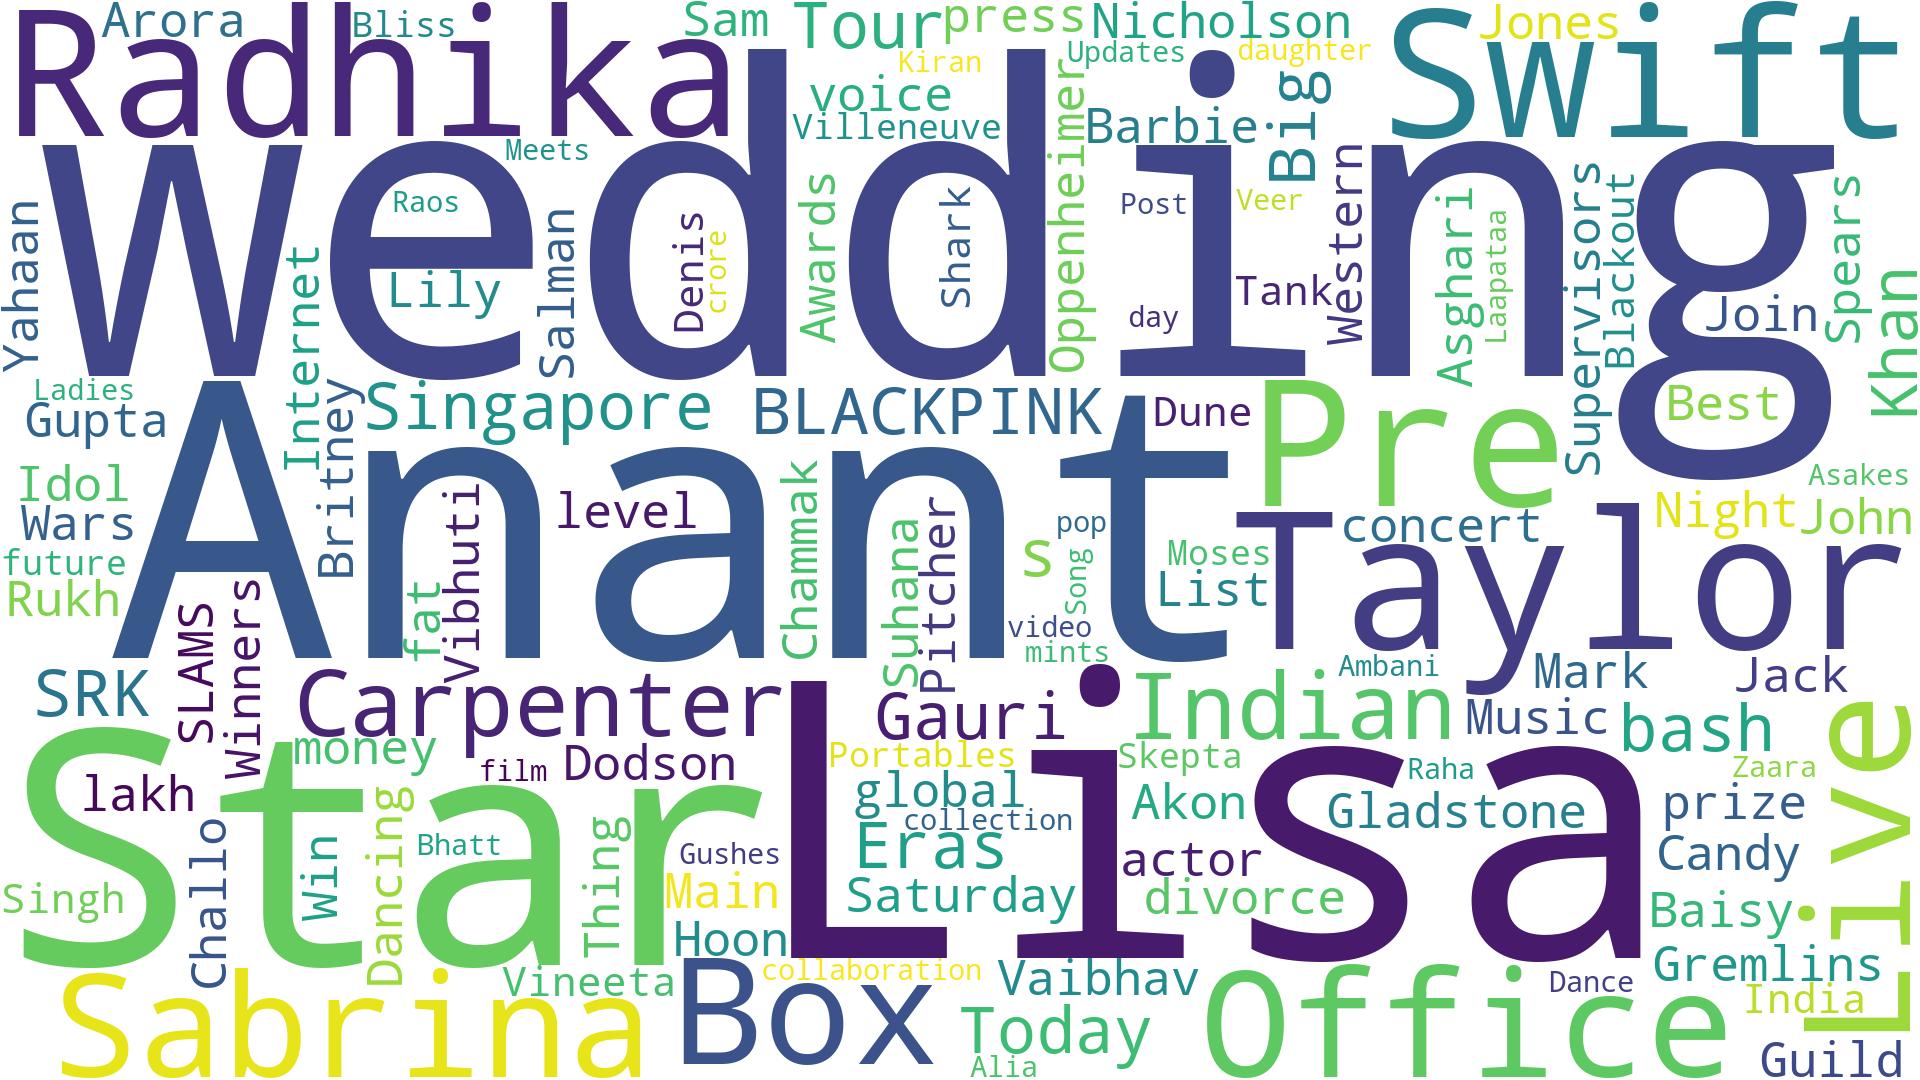 Radhika
Arora
Bliss
Sam
Tour
press
Nicholson
Swift
Jones
Kiran
Updates
daughter
voice
Villeneuve
Barbie
Big
Oppenheimer
Wedding
Meets
Raos
Lily
Yahaan
Internet
Salman
Denis
crore
Awards
Shark
Post
Veer
day
Tank
Western
Asghari
Laapataa
Supervisors
Blackout
Join
Spears
Khan
Ladies
Gupta
Britney
Singapore
BLACKPINK
Dune
Pre
Best
Anant
Idol
Wars
future
Rukh
level
fat
Vibhuti
Chammak
Suhana
Pitcher
pop
s
Song
video
mints
Moses
List
concert
Taylor
Night
John
Asakes
SRK
SLAMS
Winners
Carpenter
Gauri
Indian
Ambani
Mark
Jack
Music
bash
Live
Star
money
film
Dodson
Portables
Skepta
Raha
Zaara
lakh
global
collection
Akon
Gladstone
prize
Lisa
Challo
Win
Dancing
Bhatt
Thing
Gushes
Eras
actor
Candy
Singh
Main
Saturday
divorce
Baisy
Hoon
Vineeta
collaboration
Vaibhav
Dance
Gremlins
India
Sabrina
Box
Today
Alia
Office
Guild